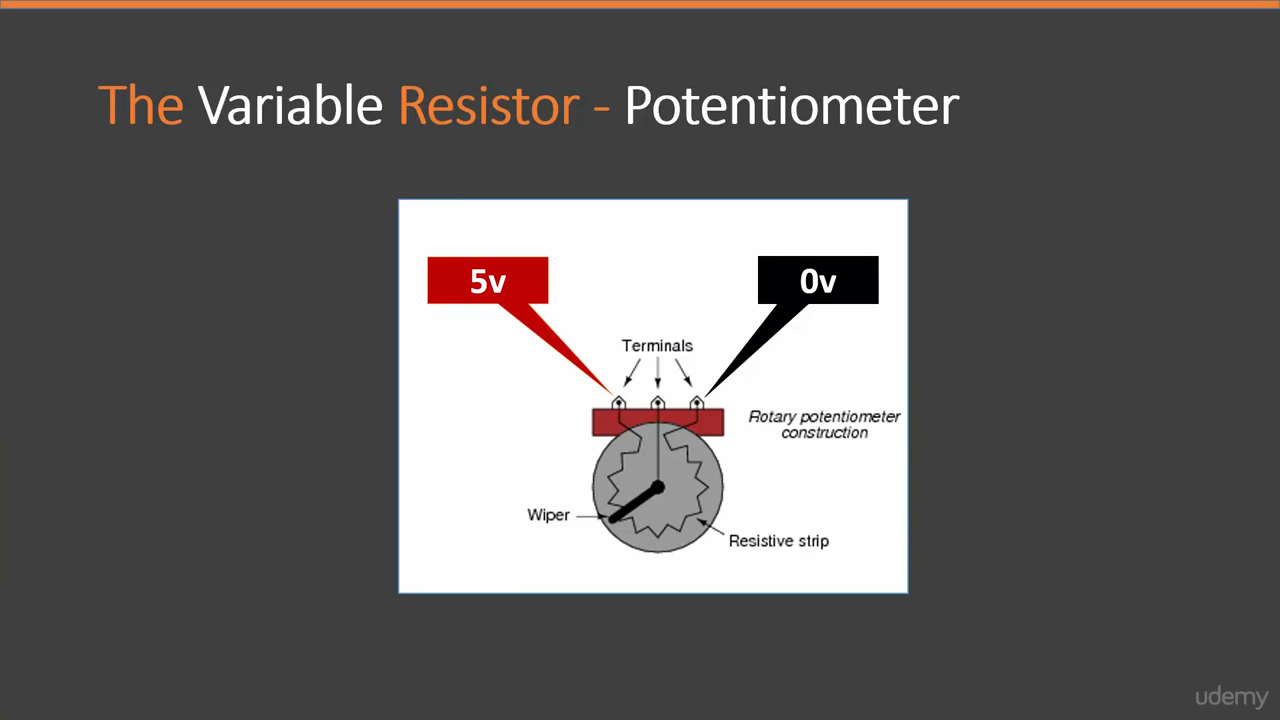 The Variable Resistor - Potentiometer
5v
0v
Terminals
Rotary potentiometer
construction
Wiper
Resistive strip
udemy